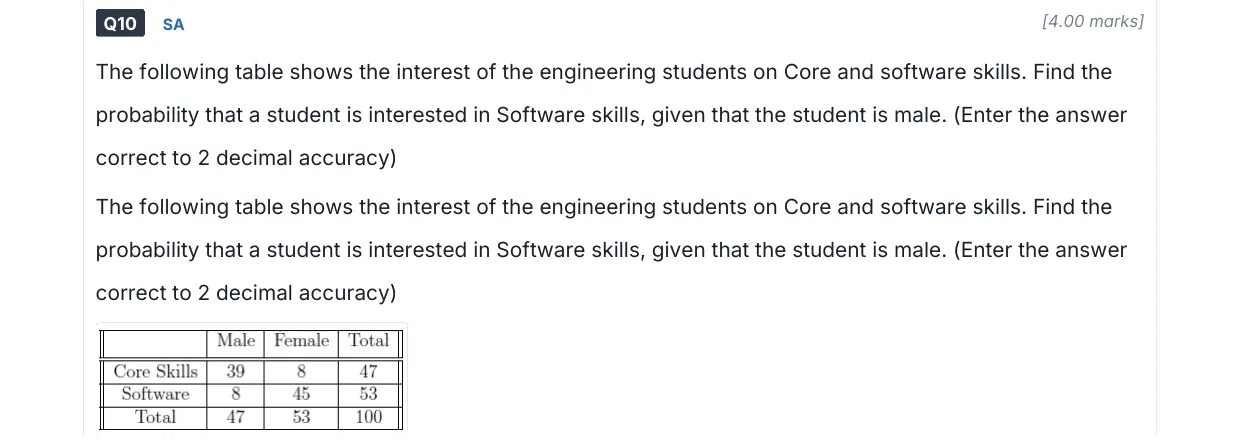 Q10 SA [4.00 marks]
The following table shows the interest of the engineering students on Core and software skills. Find the
probability that a student is interested in Software skills, given that the student is male. (Enter the answer
correct to 2 decimal accuracy)
The following table shows the interest of the engineering students on Core and software skills. Find the
probability that a student is interested in Software skills, given that the student is male. (Enter the answer
correct to 2 decimal accuracy)
Male Female Total
Core Skills 39 8 47
Software 8 45 53
Total 47 53 100